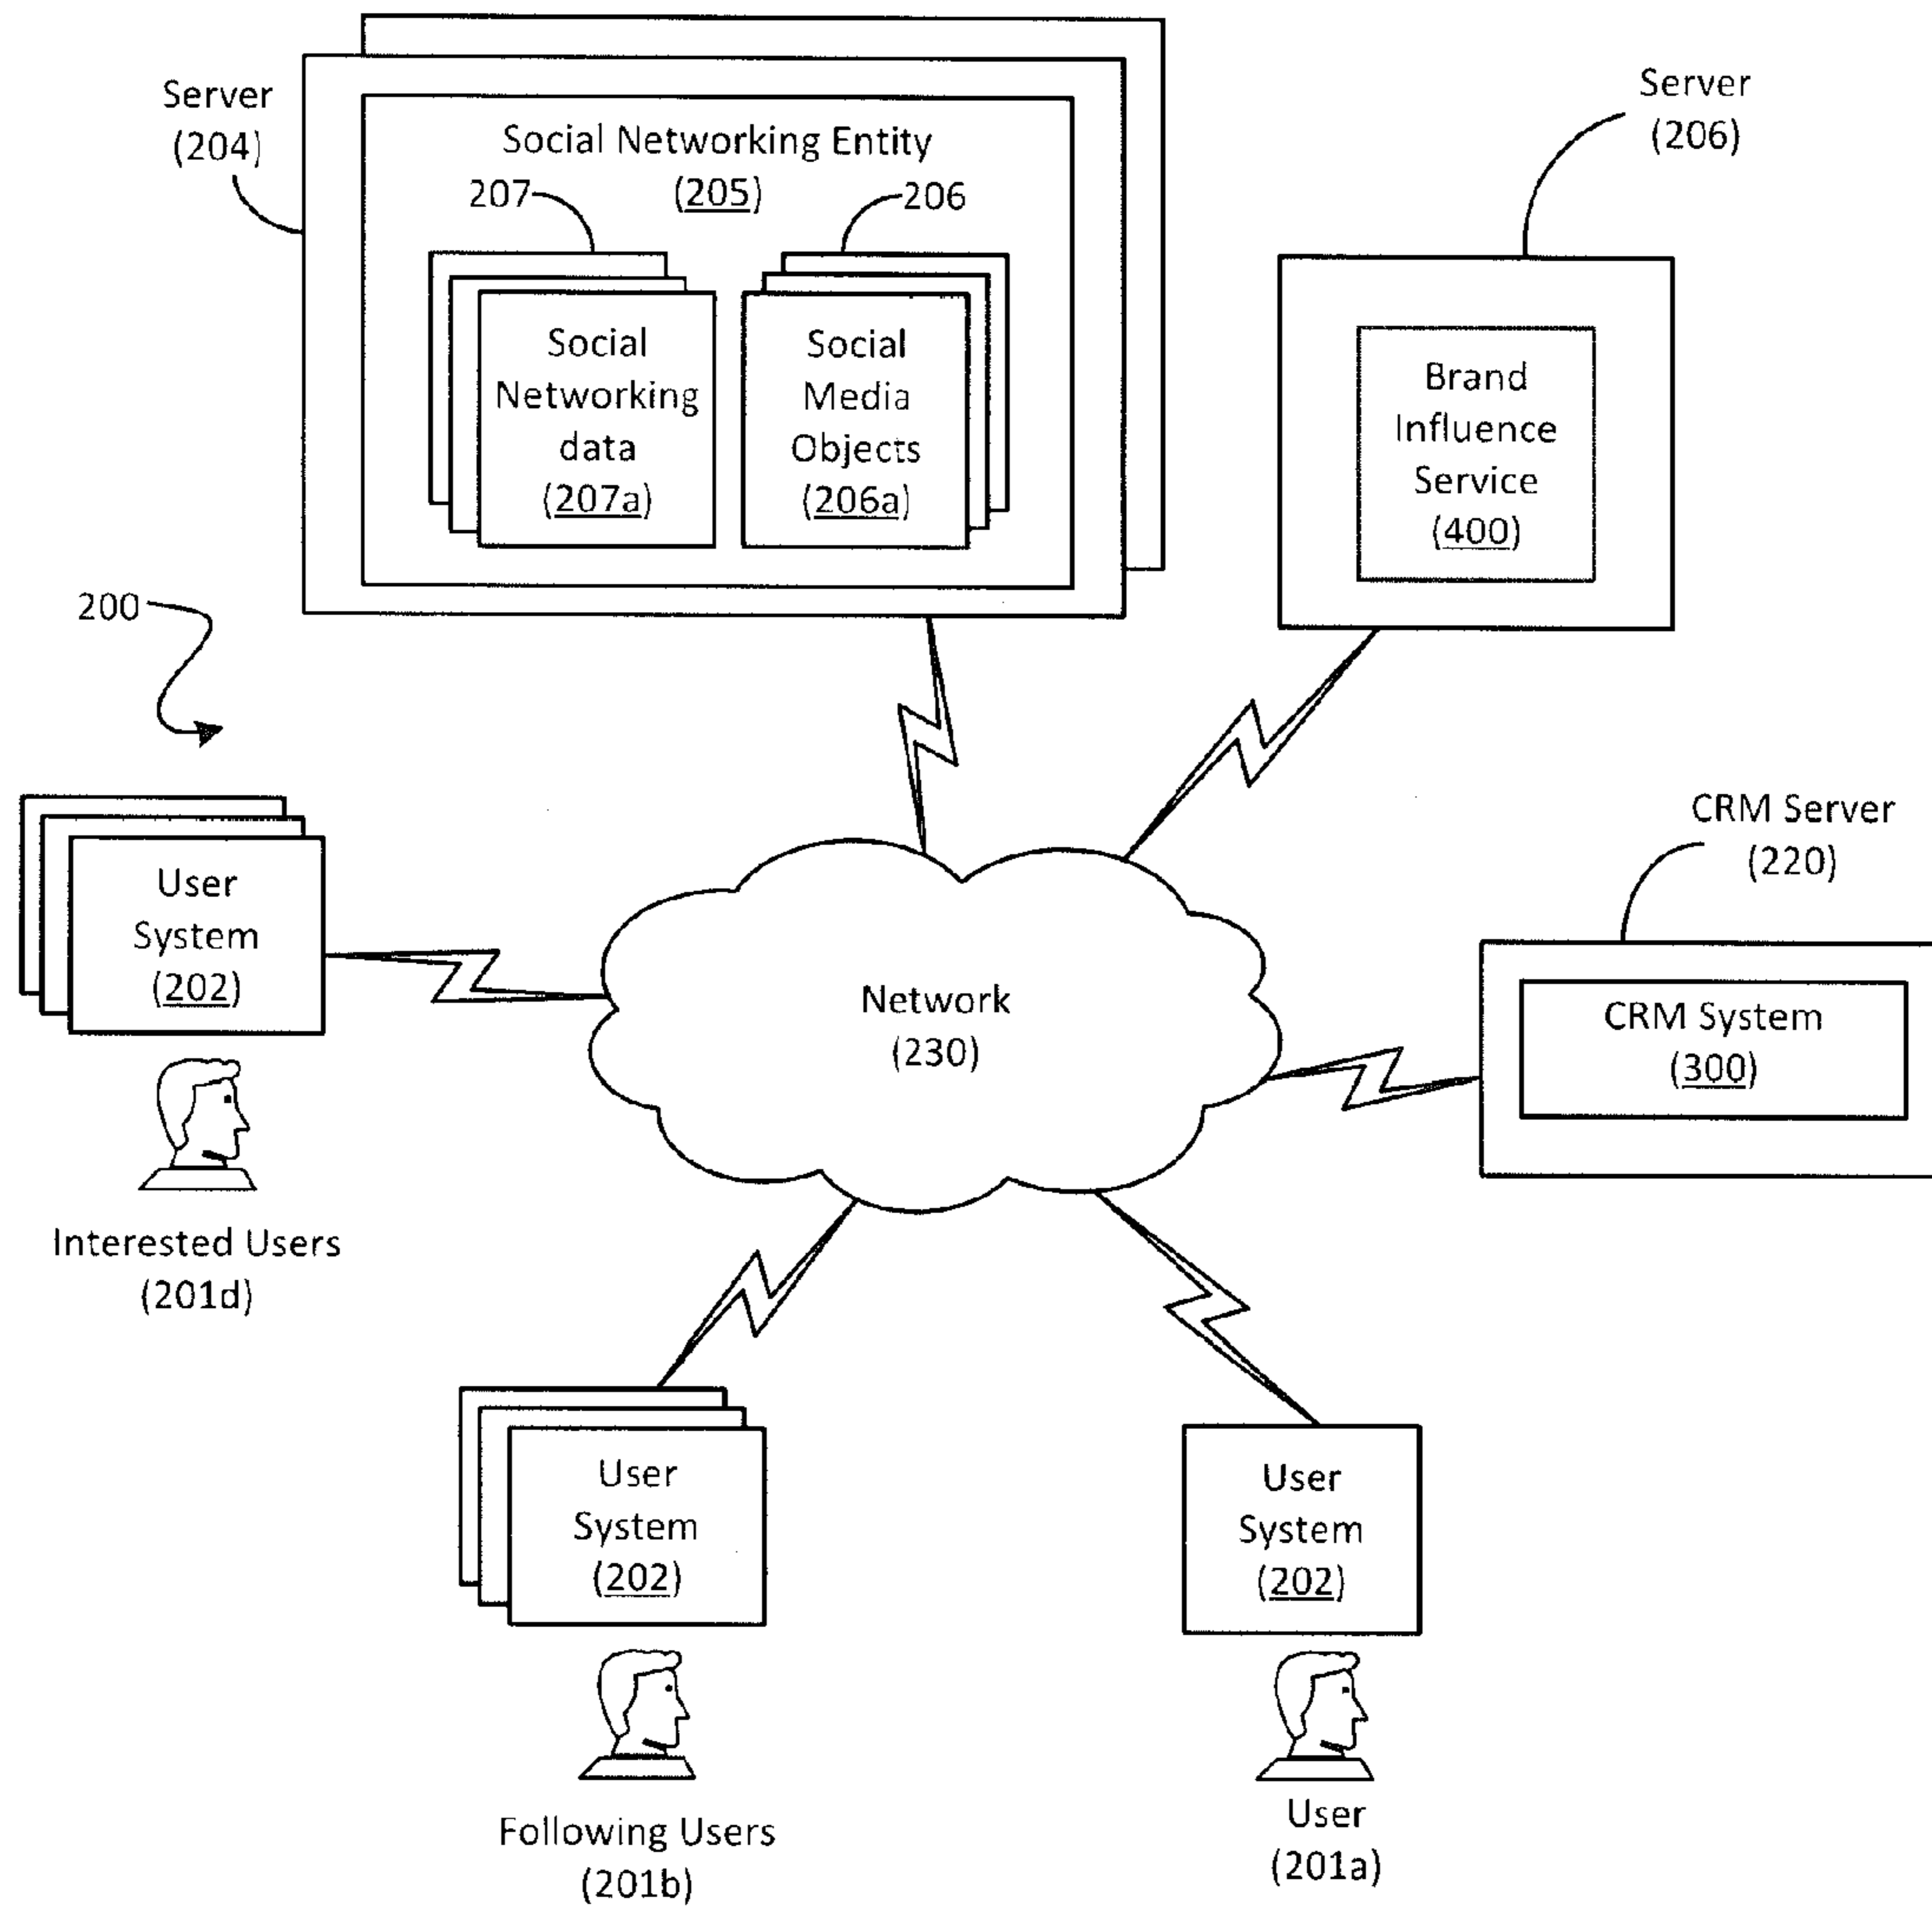 Server
(204)
Social Networking Entity
(205)
207
206
Social
Networking
data
(207a)
Social
Media
Objects
(206a)
Server
(206)
Brand
Influence
Service
(400)
200
User
System
(202)
Interested Users
(201d)
Network
(230)
CRM Server
(220)
CRM System
(300)
User
System
(202)
Following Users
(201b)
User
System
(202)
User
(201a)